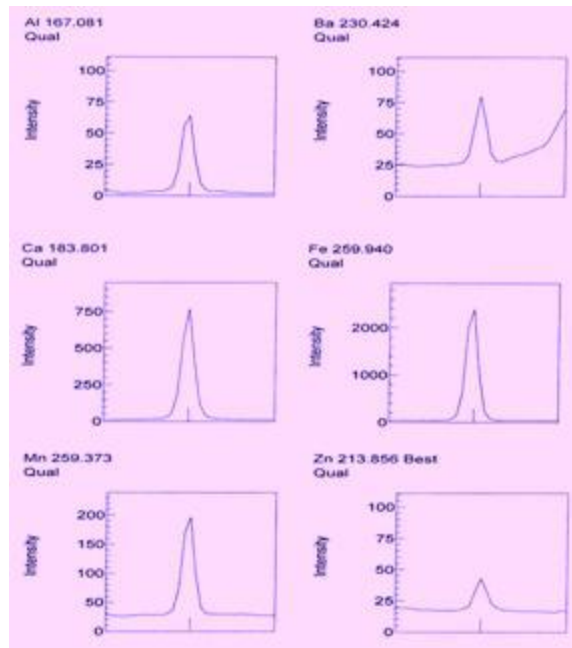 Al 167.081
Qual
100
75
50
25
0
Intensity
Ba 230.424
Qual
100
75
50
25
0
Intensity
Ca 183.801
Qual
750
500
250
0
Intensity
Fe 259.940
Qual
2000
1000
0
Intensity
Mn 259.373
Qual
200
150
100
50
0
Intensity
Zn 213.856 Best
Qual
100
75
50
25
0
Intensity